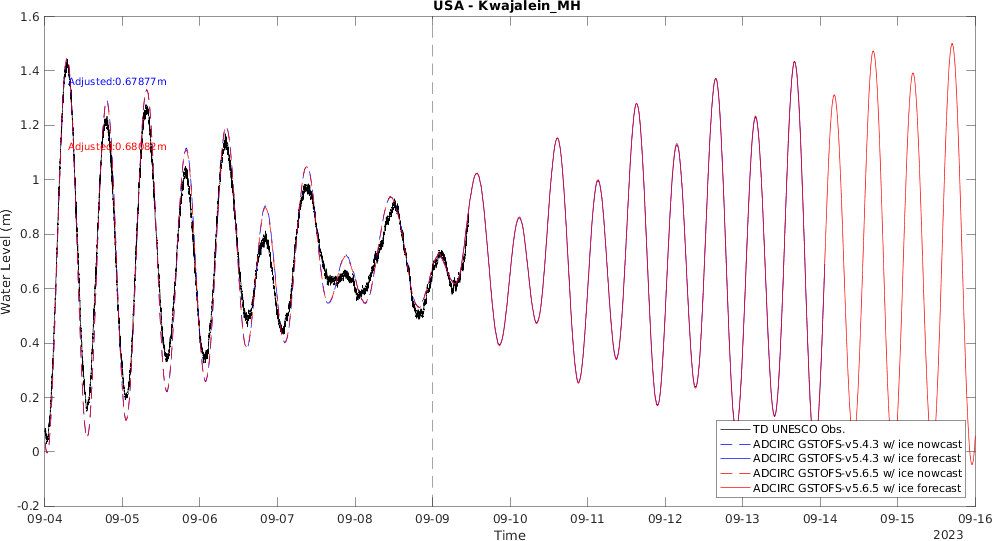 USA - Kwajalein_MH
1.6
1.4
1.2
1
0.8
0.6
0.4
0.2
0
-0.2
Water Level (m)
Adjusted:0.67877m
Adjusted:0.68082m
TD UNESCO Obs.
ADCIRC GSTOFS-v5.4.3 w/ ice nowcast
ADCIRC GSTOFS-v5.4.3 w/ ice forecast
ADCIRC GSTOFS-v5.6.5 w/ ice nowcast
ADCIRC GSTOFS-v5.6.5 w/ ice forecast
09-04 09-05 09-06 09-07 09-08 09-09 09-10 09-11 09-12 09-13 09-14 09-15 09-16
Time
2023